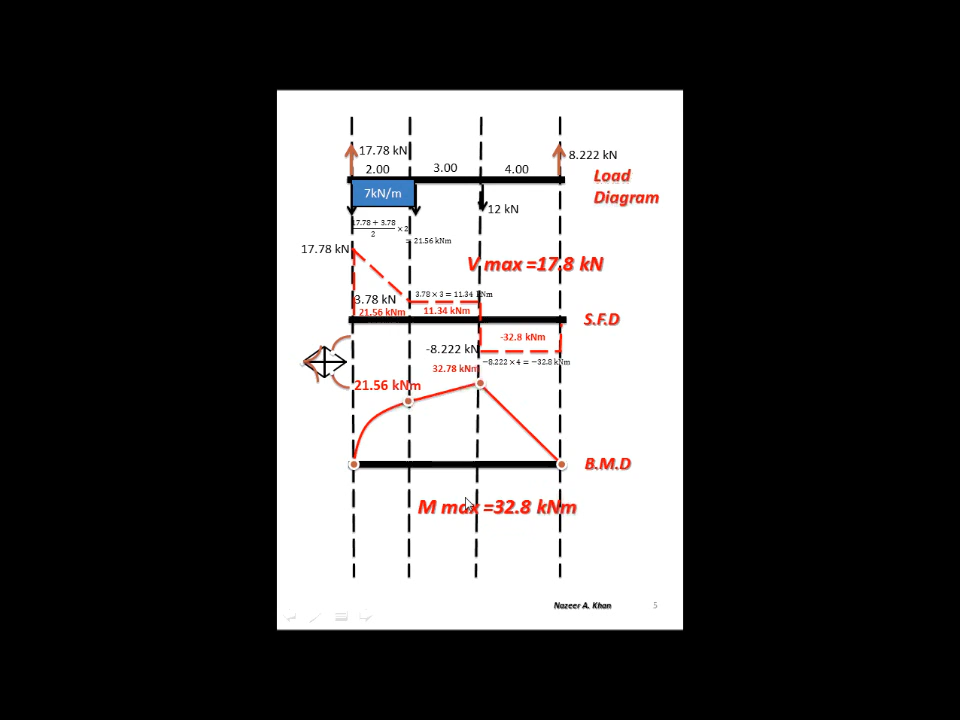 17.78 kN
8.222 kN
2.00
3.00
4.00
Load
Diagram
7kN/m
12 kN
17.78 + 3.78
2
× 2
= 21.56 kNm
17.78 kN
V max =17.8 kN
3.78 × 3 = 11.34 kNm
3.78 kN
21.56 kNm
11.34 kNm
S.F.D
-32.8 kNm
-8.222 kN
−8.222 ×4 = −32.8 kNm
32.78 kNm
21.56 kNm
B.M.D
M max =32.8 kNm
Nazeer A. Khan
5